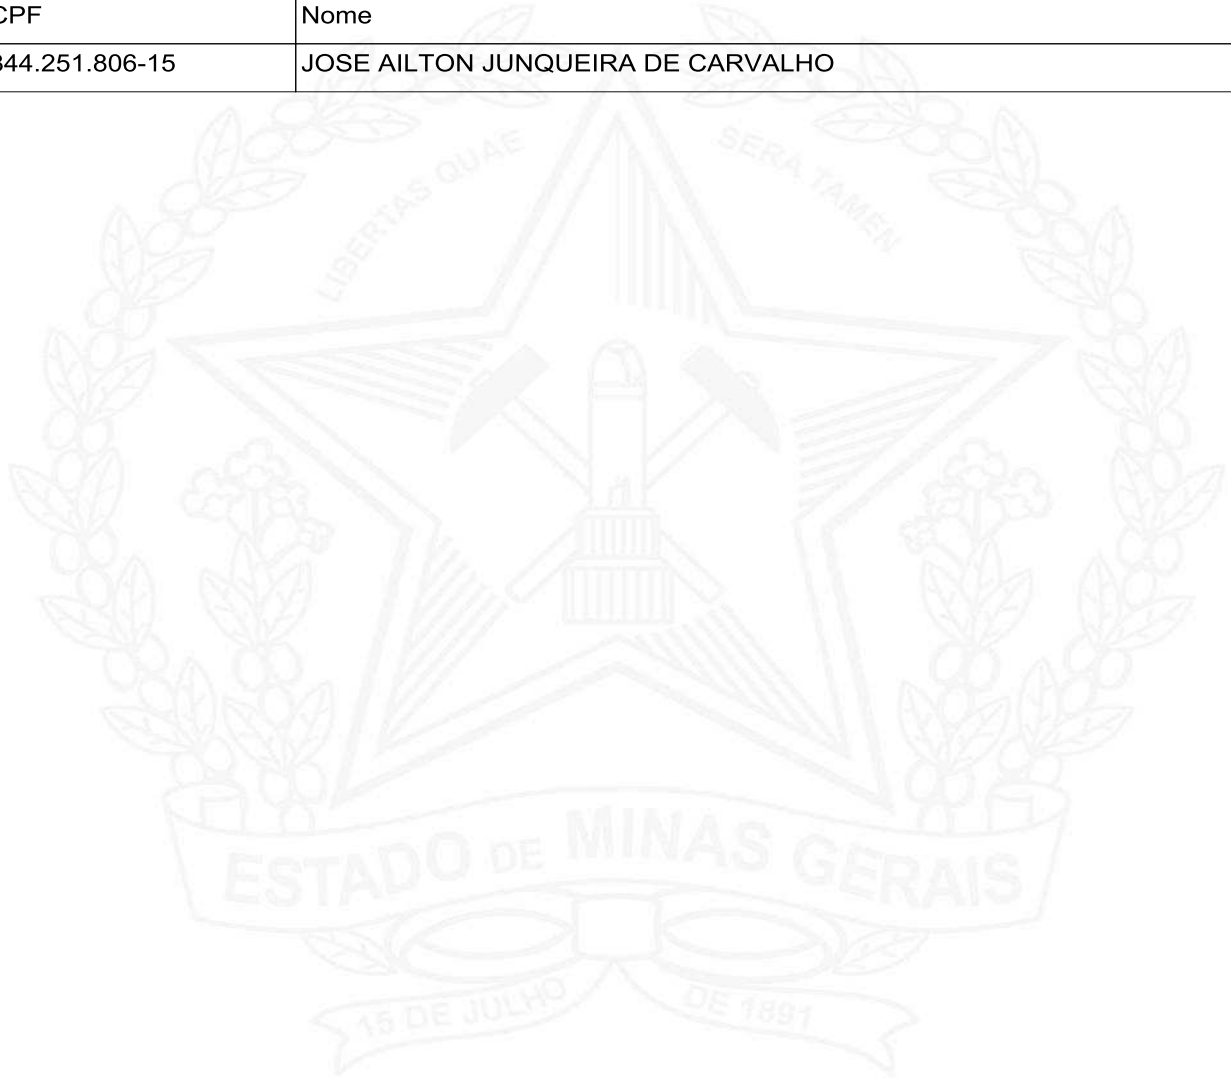 CPF Nome
844.251.806-15 JOSE AILTON JUNQUEIRA DE CARVALHO
LIBERTAS QUAE SERA TAMEN
ESTADO DE MINAS GERAIS
15 DE JULHO DE 1891